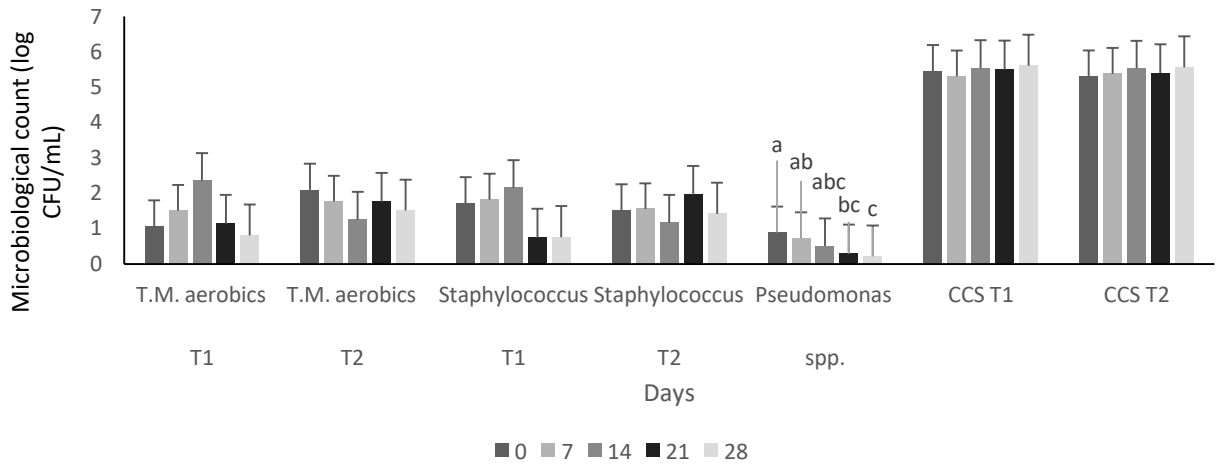 Microbiological count (log
CFU/mL)
7
6
5
4
3
2
1
0
a
ab
abc
bc
c
T.M. aerobics
T.M. aerobics
Staphylococcus
Staphylococcus
Pseudomonas
CCS T1
CCS T2
T1
T2
T1
T2
spp.
Days
0 7 14 21 28